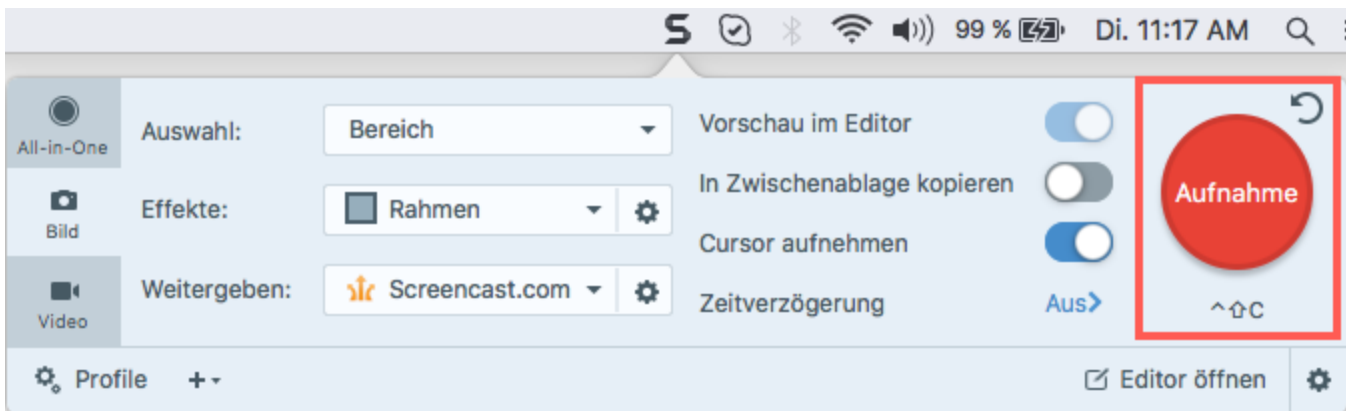 S 99 % Di. 11:17 AM
All-in-One
Bild
Video
Auswahl: Bereich
Effekte: Rahmen
Weitergeben: Screencast.com
Vorschau im Editor
In Zwischenablage kopieren
Cursor aufnehmen
Zeitverzögerung Aus>
Aufnahme
^⇧C
Profile + Editor öffnen